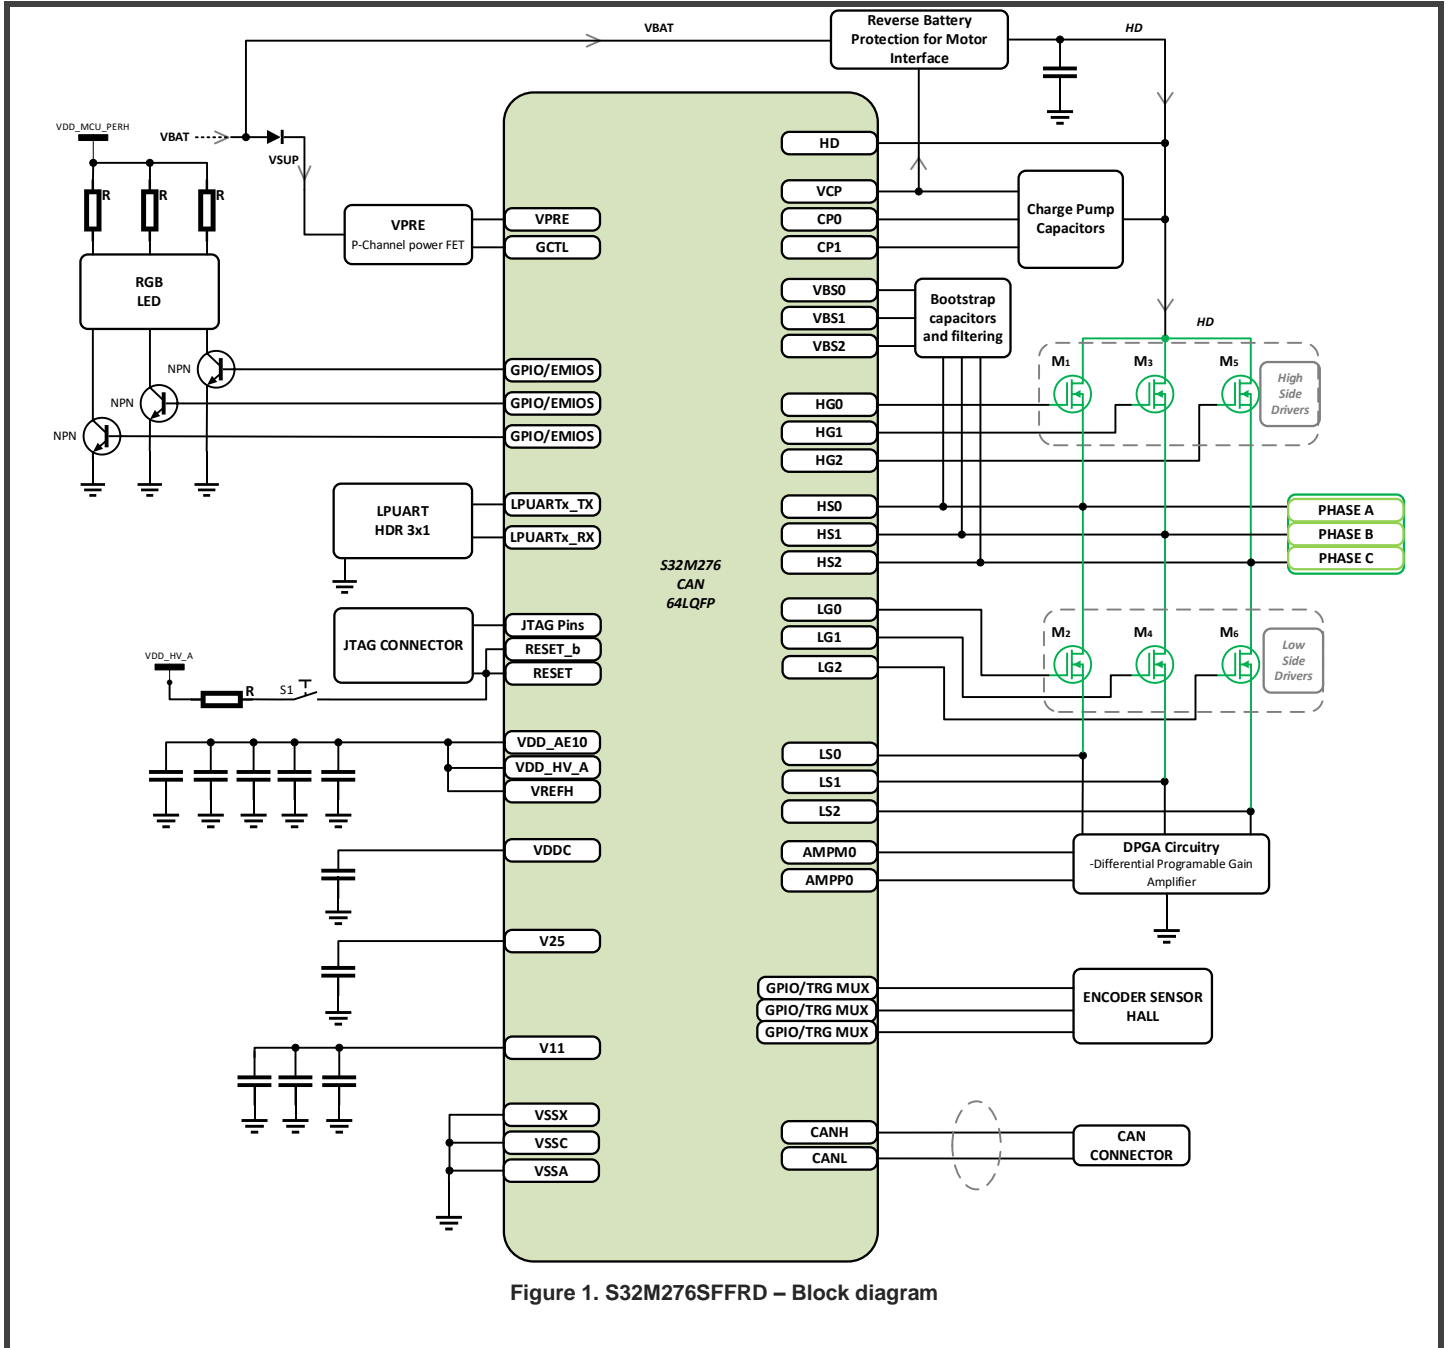 VBAT
Reverse Battery
Protection for Motor
Interface
HD
VDD_MCU_PERH
VBAT
VSUP
R
R
R
RGB
LED
NPN
NPN
NPN
VPRE
P-Channel power FET
VPRE
GCTL
GPIO/EMIOS
GPIO/EMIOS
GPIO/EMIOS
LPUART
HDR 3x1
LPUARTx_TX
LPUARTx_RX
JTAG CONNECTOR
JTAG Pins
RESET_b
RESET
VDD_HV_A
R
S1
VDD_AE10
VDD_HV_A
VREFH
VDDC
V25
V11
VSSX
VSSC
VSSA
S32M276
CAN
64LQFP
HD
VCP
CP0
CP1
Charge Pump
Capacitors
VBS0
VBS1
VBS2
Bootstrap
capacitors
and filtering
HD
M1
M3
M5
High
Side
Drivers
HG0
HG1
HG2
HS0
HS1
HS2
PHASE A
PHASE B
PHASE C
LG0
LG1
LG2
M2
M4
M6
Low
Side
Drivers
LS0
LS1
LS2
AMPM0
AMPP0
DPGA Circuitry
-Differential Programable Gain
Amplifier
GPIO/TRG MUX
GPIO/TRG MUX
GPIO/TRG MUX
ENCODER SENSOR
HALL
CANH
CANL
CAN
CONNECTOR
Figure 1. S32M276SFFRD – Block diagram